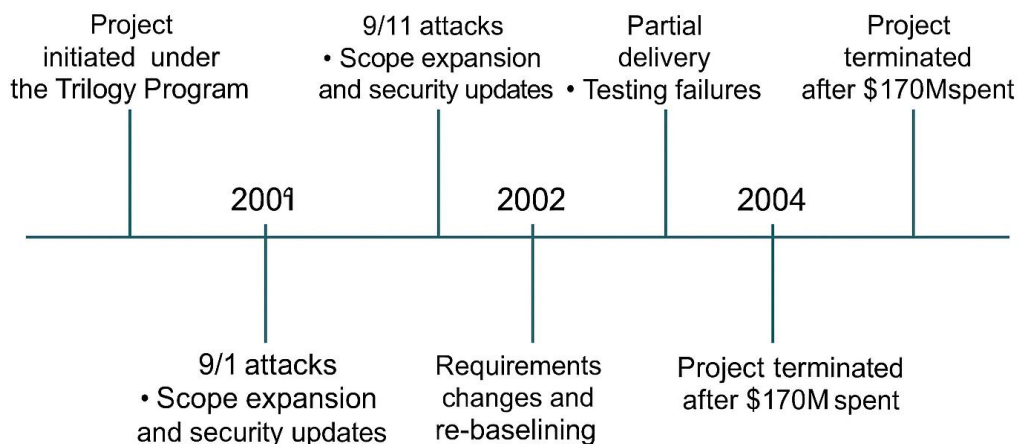 Project
initiated under
the Trilogy Program
9/11 attacks
• Scope expansion
and security updates
Partial
delivery
• Testing failures
Project
terminated
after $170Mspent
2001
2002
2004
9/1 attacks
• Scope expansion
and security updates
Requirements
changes and
re-baselining
Project terminated
after $170M spent